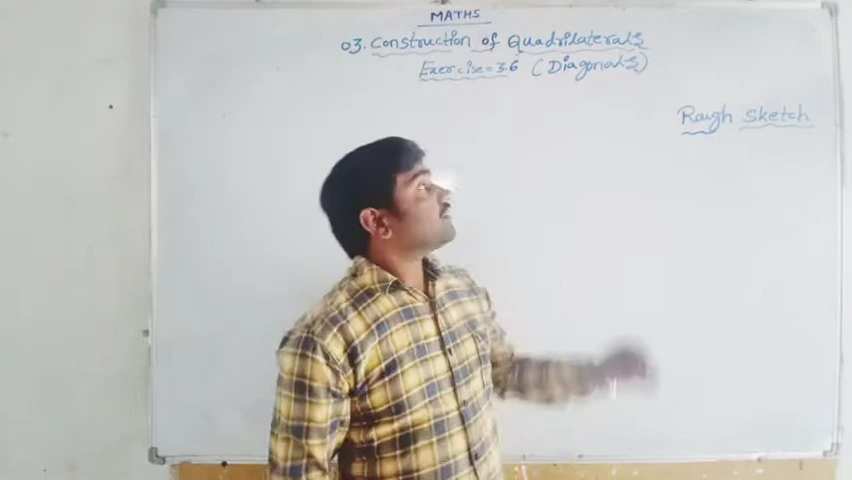 MATHS
03. Construction of Quadrilaterals
Exercise=3.6 (Diagonals)
Rough Sketch